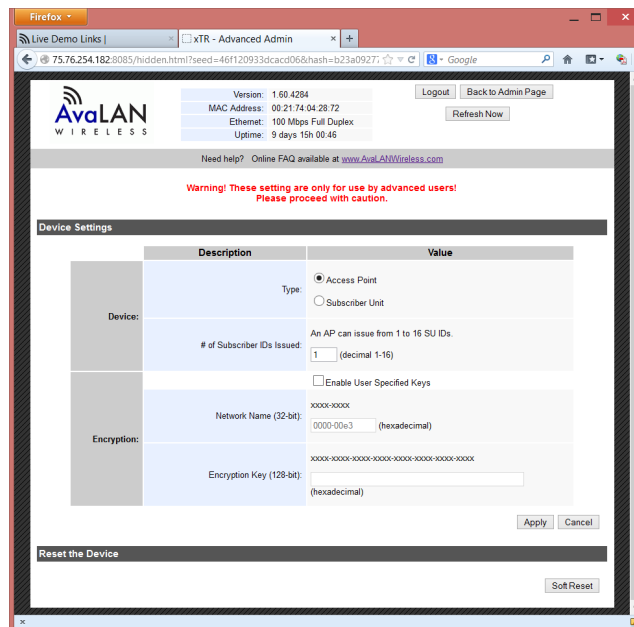 Firefox
Live Demo Links |
xTR - Advanced Admin
75.76.254.182:8085/hidden.html?seed=46f120933dcacd06&hash=b23a0927
Google
AvaLAN
WIRELESS
Version: 1.60.4284
MAC Address: 00:21:74:04:28:72
Ethernet: 100 Mbps Full Duplex
Uptime: 9 days 15h 00:46
Logout
Back to Admin Page
Refresh Now
Need help? Online FAQ available at www.AvaLANWireless.com
Warning! These setting are only for use by advanced users!
Please proceed with caution.
Device Settings
Description
Value
Device:
Type:
Access Point
Subscriber Unit
# of Subscriber IDs Issued:
An AP can issue from 1 to 16 SU IDs.
1 (decimal 1-16)
Encryption:
Enable User Specified Keys
Network Name (32-bit):
xxxx-xxxx
0000-00e3 (hexadecimal)
Encryption Key (128-bit):
xxxx-xxxx-xxxx-xxxx-xxxx-xxxx-xxxx-xxxx
(hexadecimal)
Apply
Cancel
Reset the Device
Soft Reset